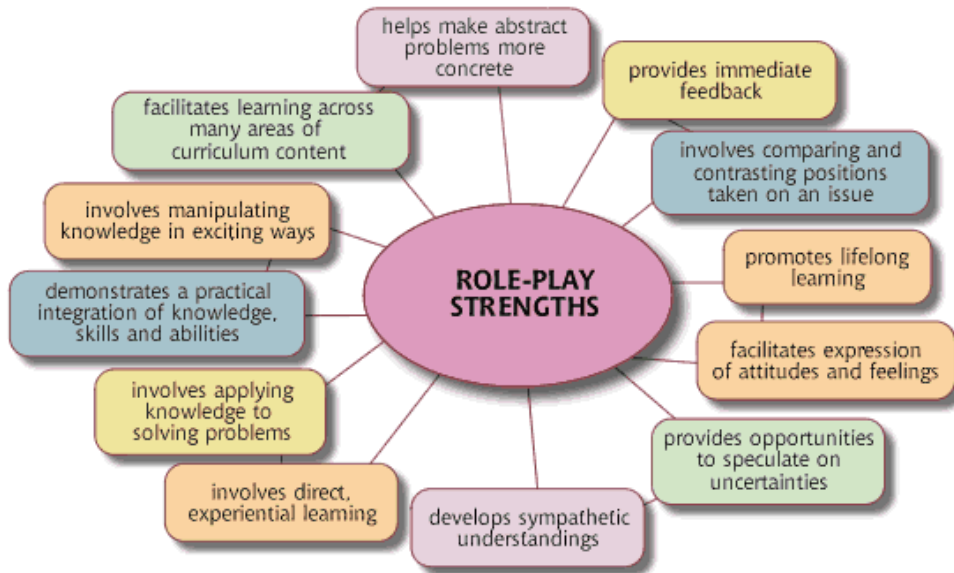 helps make abstract
problems more
concrete
provides immediate
feedback
facilitates learning across
many areas of
curriculum content
involves comparing and
contrasting positions
taken on an issue
involves manipulating
knowledge in exciting ways
ROLE-PLAY
STRENGTHS
promotes lifelong
learning
demonstrates a practical
integration of knowledge,
skills and abilities
facilitates expression
of attitudes and feelings
involves applying
knowledge to
solving problems
provides opportunities
to speculate on
uncertainties
involves direct,
experiential learning
develops sympathetic
understandings